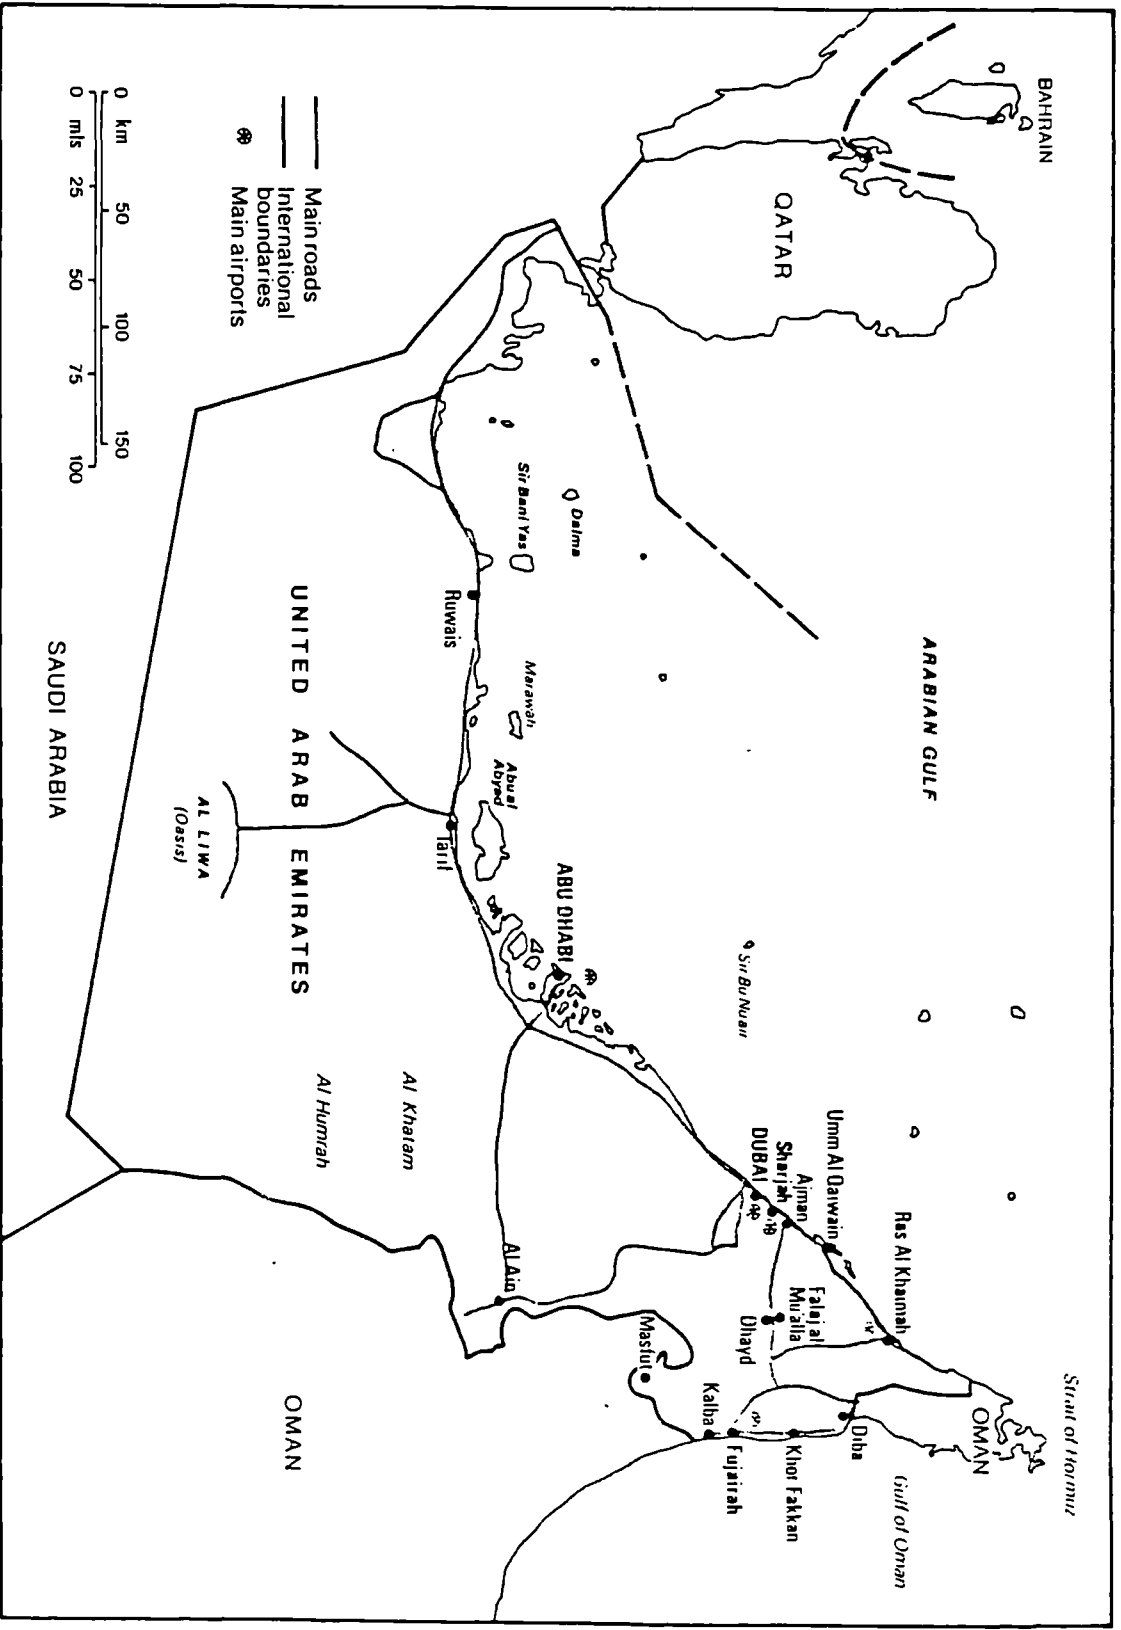 BAHRAIN
QATAR
ARABIAN GULF
Strait of Hormuz
OMAN
Gulf of Oman
Ras Al Khaimah
Umm Al Qaiwain
Ajman
Sharjah
DUBAI
Falaj al
Mu'alla
Dhayd
Diba
Khor Fakkan
Fujairah
Kalba
Masfut
Sir Bu Nuair
Dalma
Sir Bani Yas
Marawah
Abu al
Abyad
ABU DHABI
Ruwais
Tarif
Al Ain
Al Khatam
Al Humrah
UNITED ARAB EMIRATES
AL LIWA
(Oasis)
OMAN
SAUDI ARABIA
Main roads
International
boundaries
Main airports
0 km 50 100 150
0 mls 25 50 75 100